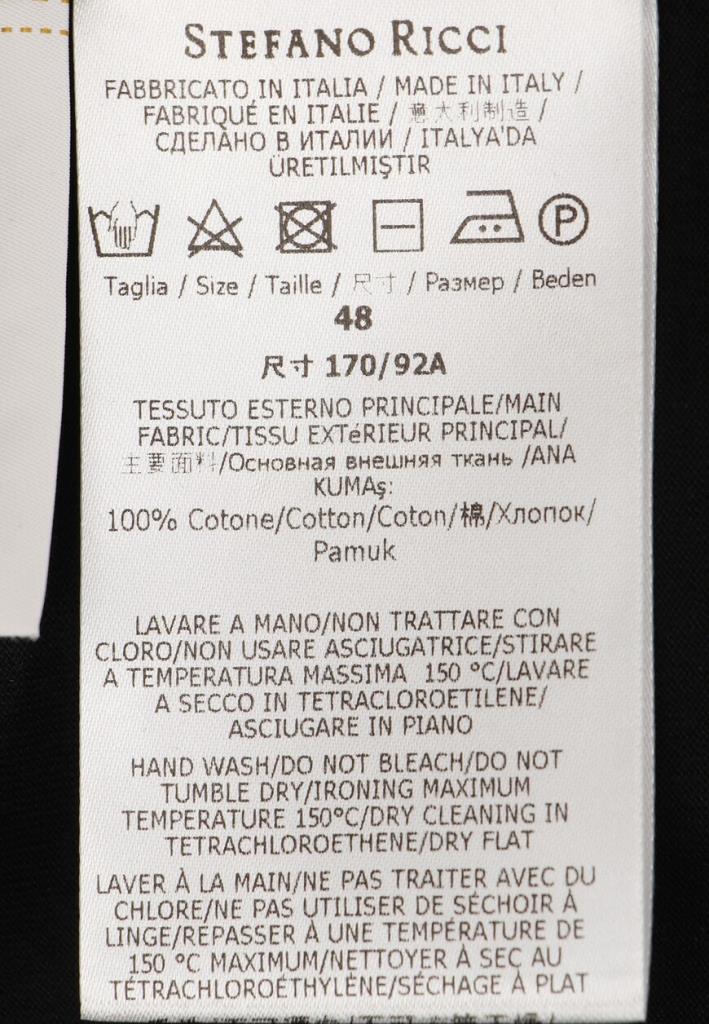 STEFANO RICCI
FABBRICATO IN ITALIA / MADE IN ITALY /
FABRIQUÉ EN ITALIE / 意大利制造 /
СДЕЛАНО В ИТАЛИИ / ITALYA'DA
ÜRETILMIŞTIR
P
Taglia / Size / Taille / 尺寸 / Размер / Beden
48
尺寸 170/92A
TESSUTO ESTERNO PRINCIPALE/MAIN
FABRIC/TISSU EXTéRIEUR PRINCIPAL/
主要面料/Основная внешняя ткань /ANA
KUMAş:
100% Cotone/Cotton/Coton/棉/Хлопок/
Pamuk
LAVARE A MANO/NON TRATTARE CON
CLORO/NON USARE ASCIUGATRICE/STIRARE
A TEMPERATURA MASSIMA 150 °C/LAVARE
A SECCO IN TETRACLOROETILENE/
ASCIUGARE IN PIANO
HAND WASH/DO NOT BLEACH/DO NOT
TUMBLE DRY/IRONING MAXIMUM
TEMPERATURE 150°C/DRY CLEANING IN
TETRACHLOROETHENE/DRY FLAT
LAVER À LA MAIN/NE PAS TRAITER AVEC DU
CHLORE/NE PAS UTILISER DE SÉCHOIR À
LINGE/REPASSER À UNE TEMPÉRATURE DE
150 °C MAXIMUM/NETTOYER À SEC AU
TÉTRACHLOROÉTHYLÈNE/SÉCHAGE À PLAT